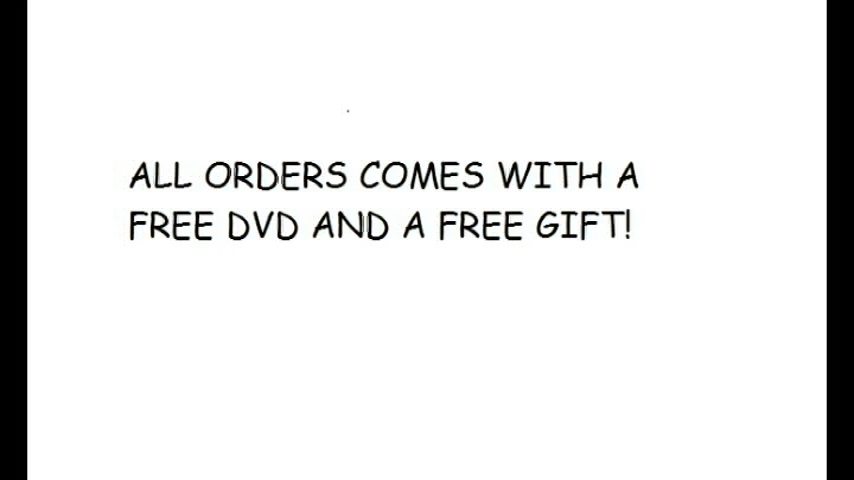 ALL ORDERS COMES WITH A
FREE DVD AND A FREE GIFT!